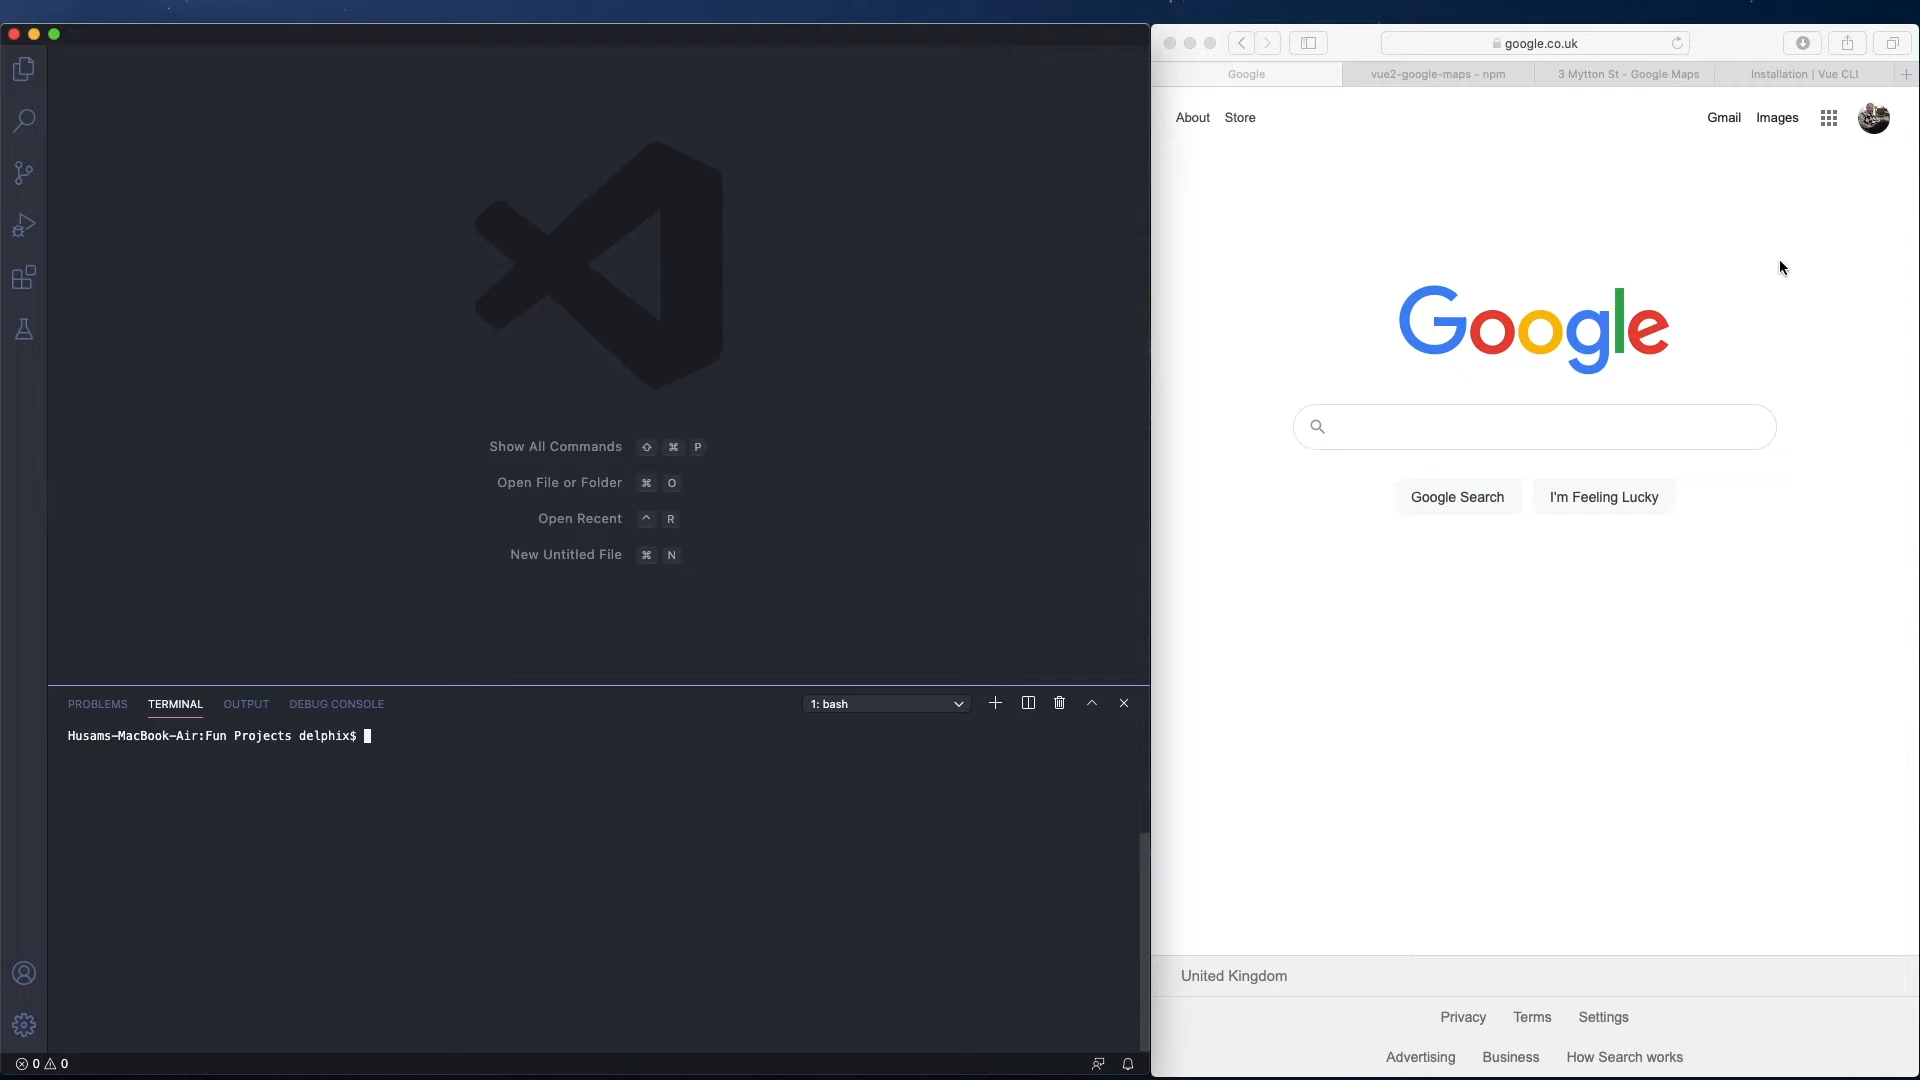 Show All Commands ⇧ ⌘ P
Open File or Folder ⌘ O
Open Recent ^ R
New Untitled File ⌘ N
PROBLEMS TERMINAL OUTPUT DEBUG CONSOLE 1: bash
Husams-MacBook-Air:Fun Projects delphix$
0 0
google.co.uk
Google vue2-google-maps - npm 3 Mytton St - Google Maps Installation | Vue CLI
About Store Gmail Images
Google
Google Search I'm Feeling Lucky
United Kingdom
Privacy Terms Settings
Advertising Business How Search works